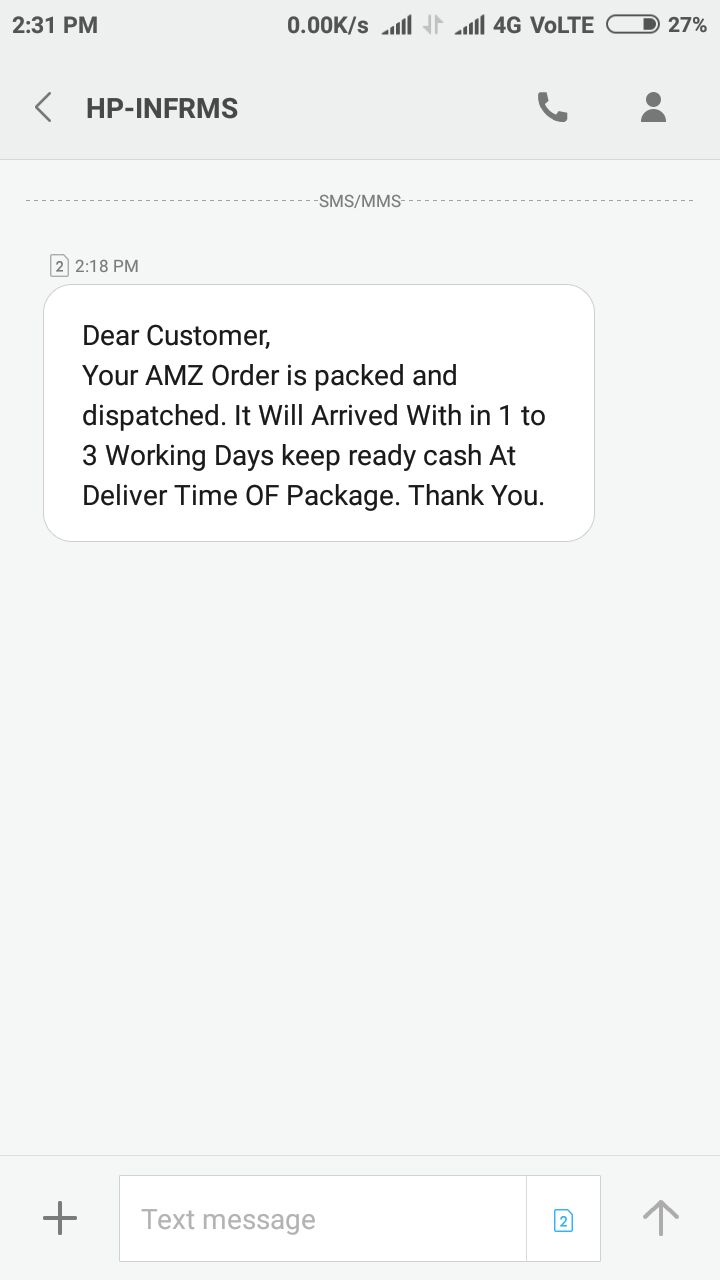 2:31 PM 0.00K/s 4G VoLTE 27%
HP-INFRMS
SMS/MMS
2 2:18 PM
Dear Customer,
Your AMZ Order is packed and
dispatched. It Will Arrived With in 1 to
3 Working Days keep ready cash At
Deliver Time OF Package. Thank You.
Text message 2